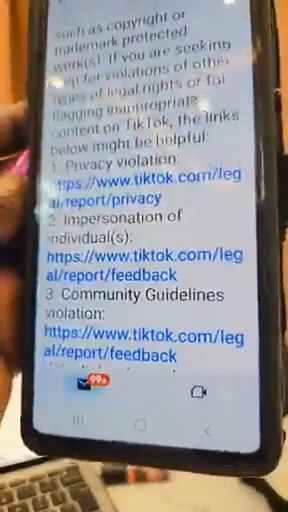 such as copyright or
trademark protected
work(s). If you are seeking
help for violations of other
types of legal rights or for
flagging inappropriate
content on TikTok, the links
below might be helpful:
1. Privacy violation:
https://www.tiktok.com/leg
al/report/privacy
2. Impersonation of
individual(s):
https://www.tiktok.com/leg
al/report/feedback
3. Community Guidelines
violation:
https://www.tiktok.com/leg
al/report/feedback
99+